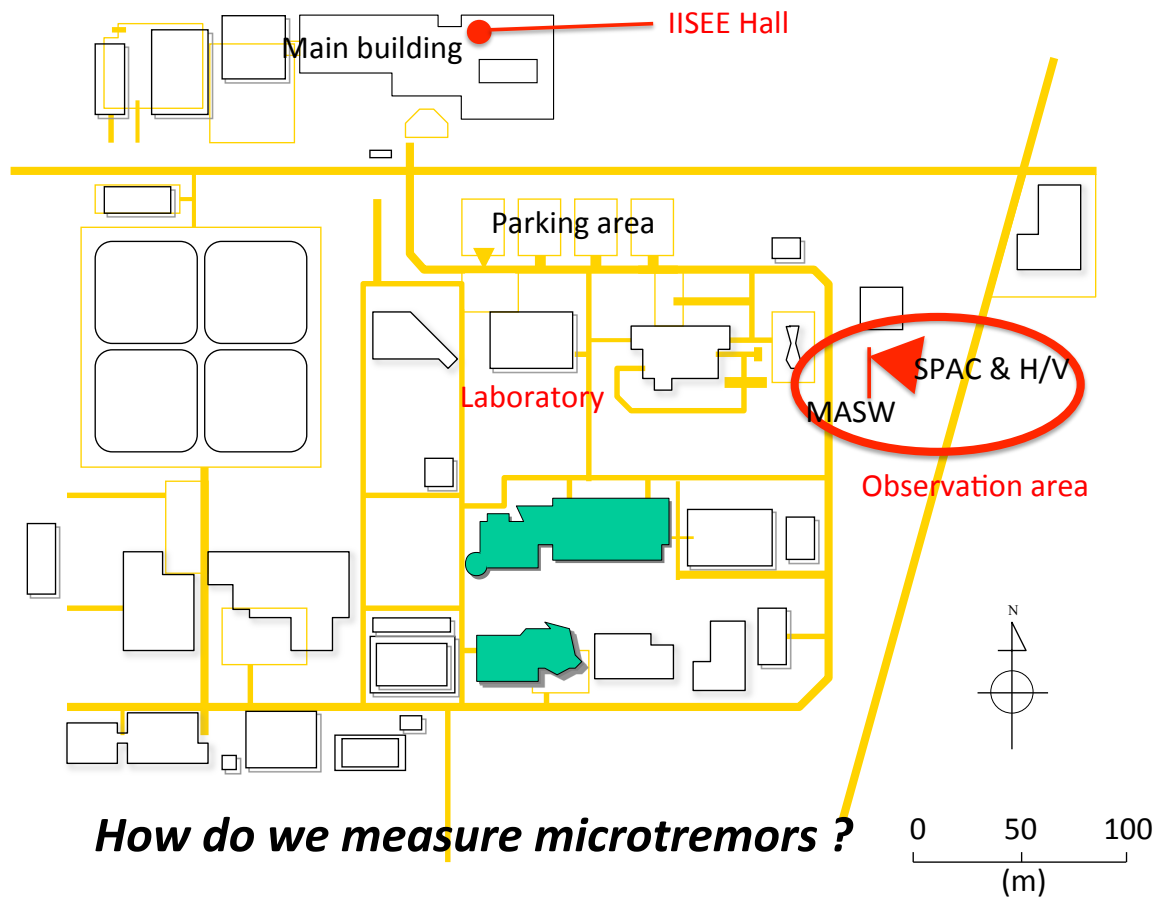 IISEE Hall
Main building
Parking area
SPAC & H/V
Laboratory
MASW
Observation area
N
How do we measure microtremors ?
0 50 100
(m)